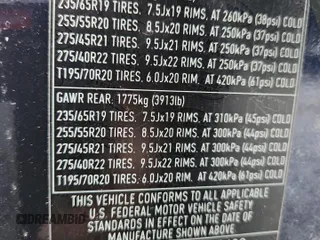 235/65R19 TIRES. 7.5Jx19 RIMS, AT 260kPa (38psi) COLD
255/55R20 TIRES. 8.5Jx20 RIMS, AT 250kPa (37psi) COLD
275/45R21 TIRES. 9.5Jx21 RIMS, AT 250kPa (37psi) COLD
275/40R22 TIRES. 9.5Jx22 RIMS, AT 250kPa (37psi) COLD
T195/70R20 TIRES. 6.0Jx20 RIM, AT 420kPa (61psi) COLD
GAWR REAR. 1775kg (3913lb)
235/65R19 TIRES. 7.5Jx19 RIMS, AT 310kPa (45psi) COLD
255/55R20 TIRES. 8.5Jx20 RIMS, AT 300kPa (44psi) COLD
275/45R21 TIRES. 9.5Jx21 RIMS, AT 300kPa (44psi) COLD
275/40R22 TIRES. 9.5Jx22 RIMS, AT 300kPa (44psi) COLD
T195/70R20 TIRES. 6.0Jx20 RIM, AT 420kPa (61psi) COLD
THIS VEHICLE CONFORMS TO ALL APPLICABLE
U.S. FEDERAL MOTOR VEHICLE SAFETY
STANDARDS IN EFFECT ON THE DATE OF
MANUFACTURE SHOWN ABOVE